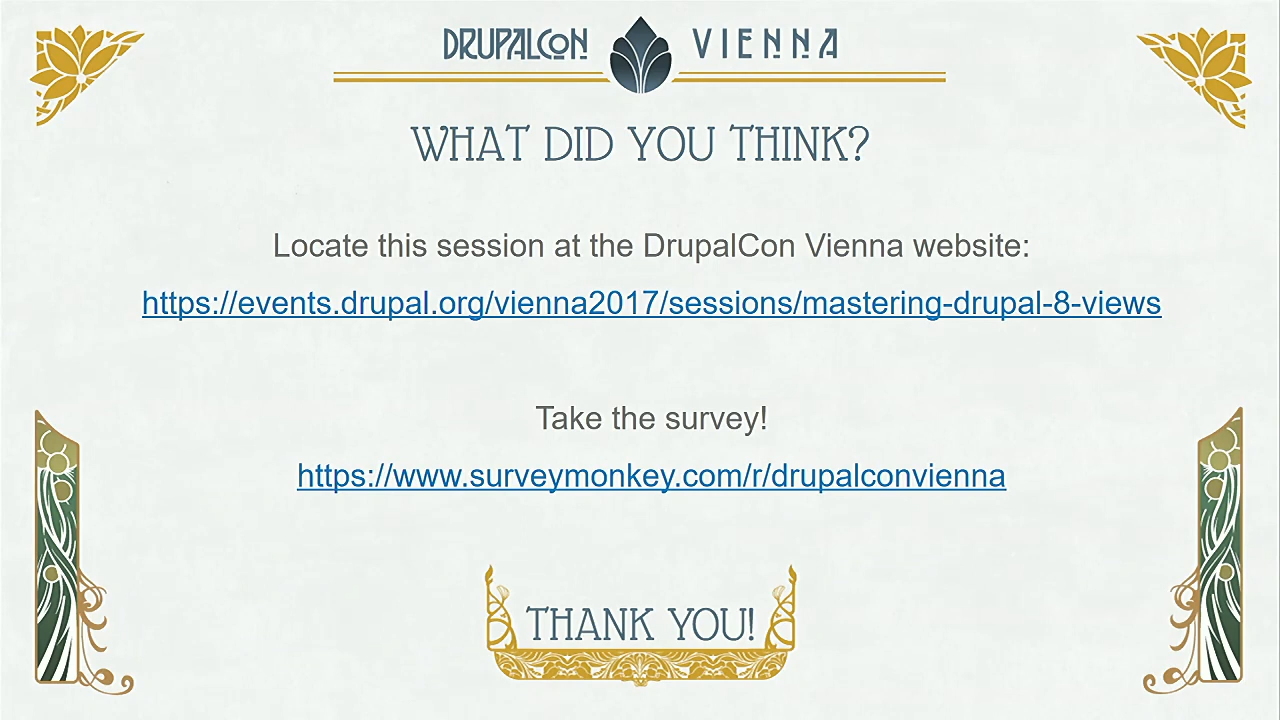 DRUPALCON VIENNA
WHAT DID YOU THINK?
Locate this session at the DrupalCon Vienna website:
https://events.drupal.org/vienna2017/sessions/mastering-drupal-8-views
Take the survey!
https://www.surveymonkey.com/r/drupalconvienna
THANK YOU!